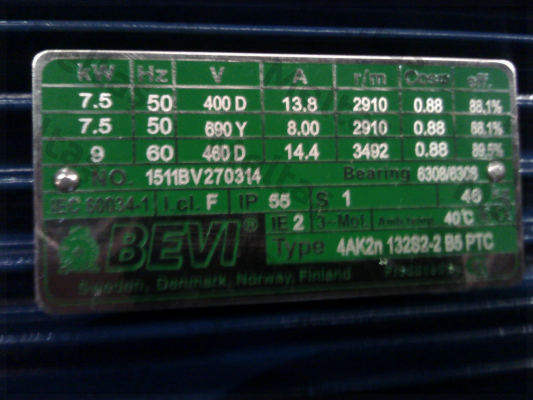 kW Hz V A r/m Cosφ eff.
7.5 50 400 D 13.8 2910 0.88 88.1%
7.5 50 690 Y 8.00 2910 0.88 88.1%
9 60 460 D 14.4 3492 0.88 89.5%
NO. 1511BV270314 Bearing 6308/6308
IEC 60034-1 i.cl. F IP 55 S 1 46
IE 2 3~Mot. Amb.temp. 40°C
BEVI® Type 4AK2n 132S2-2 B5 PTC
Sweden, Denmark, Norway, Finland